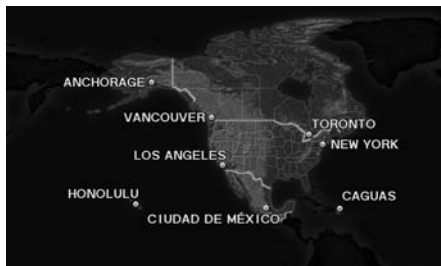 ANCHORAGE
VANCOUVER
TORONTO
NEW YORK
LOS ANGELES
HONOLULU
CAGUAS
CIUDAD DE MÉXICO